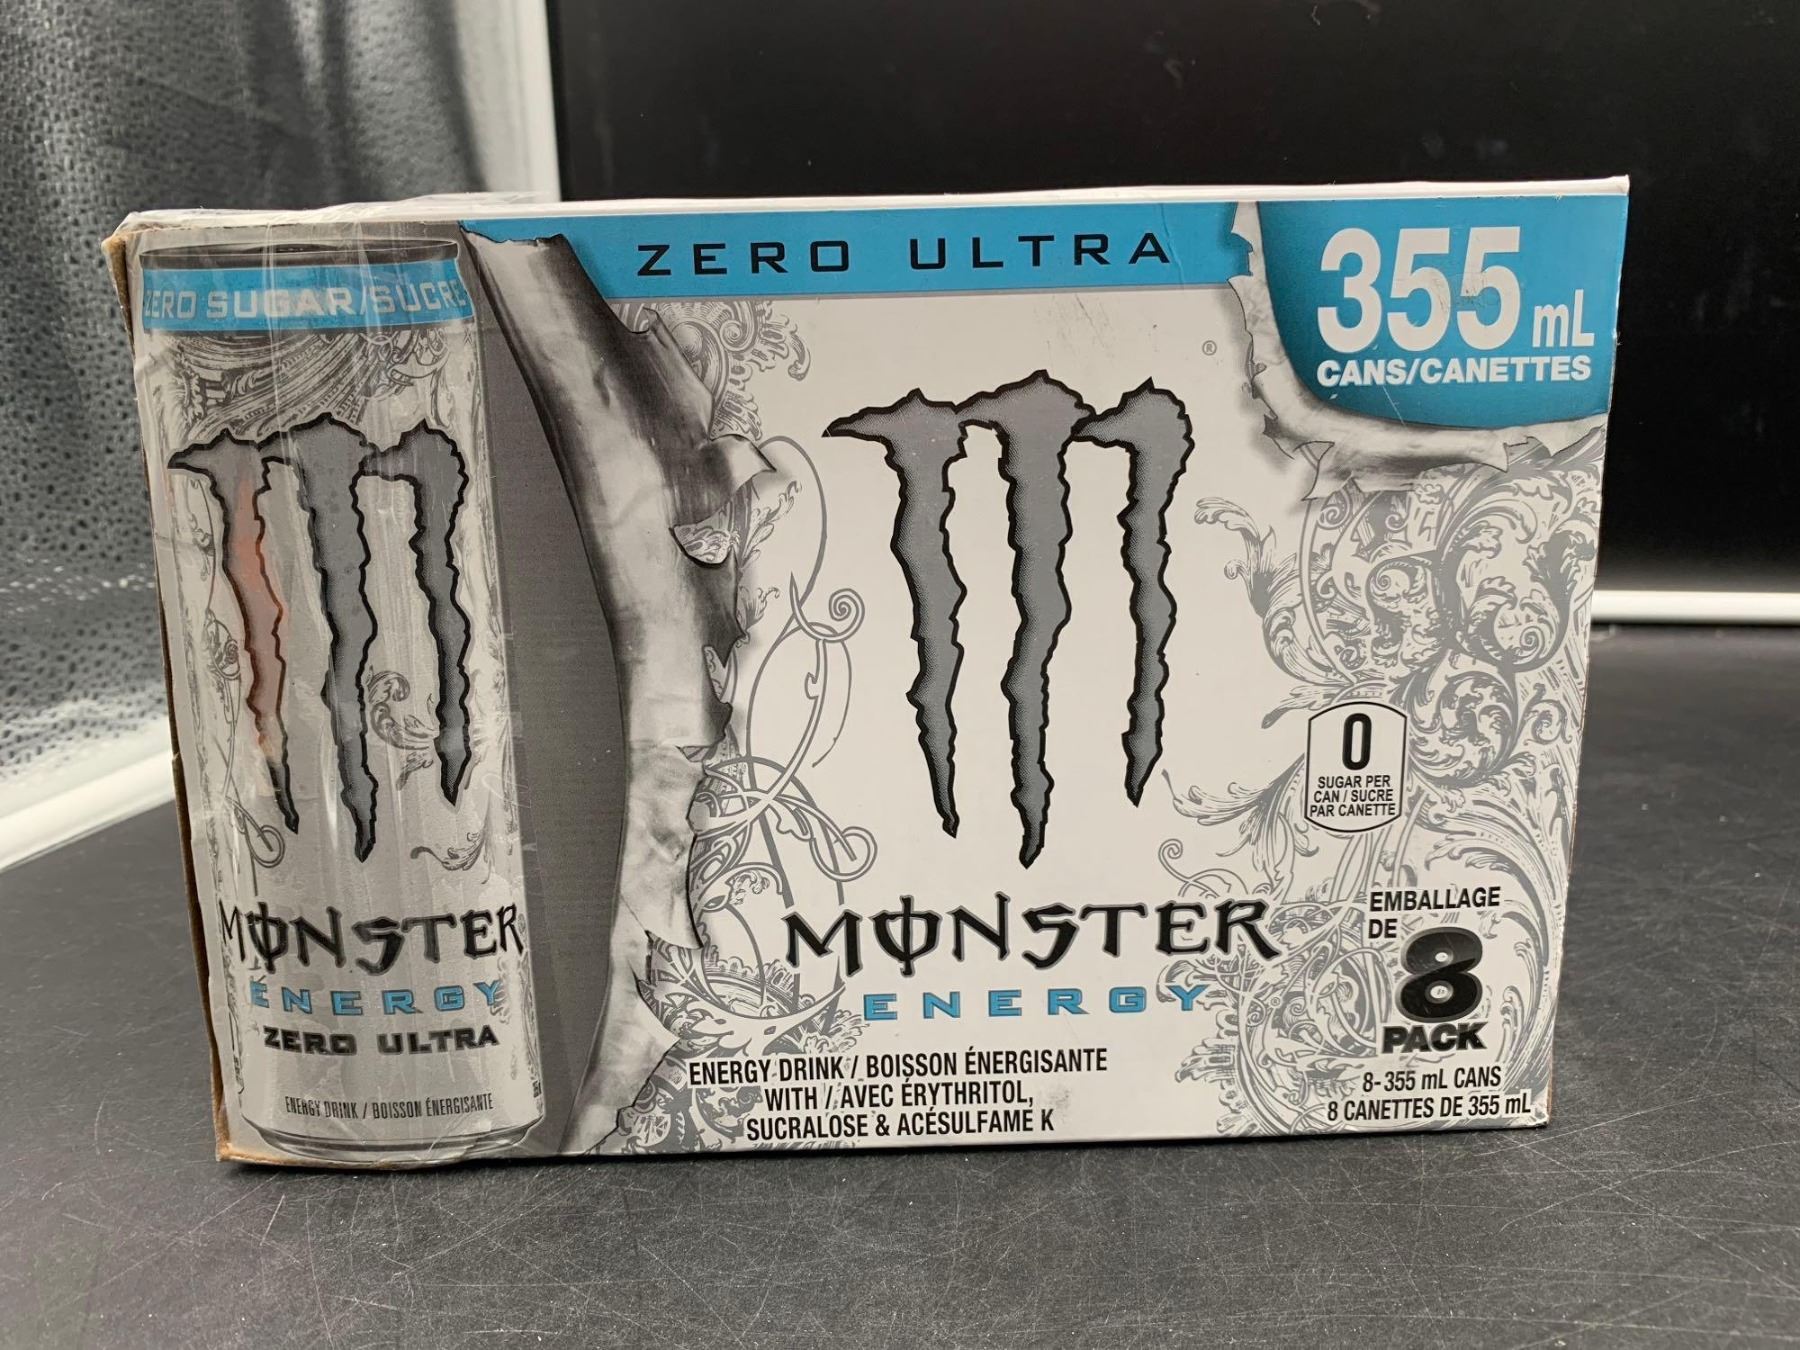 ZERO ULTRA
355 mL
CANS/CANETTES
ZERO SUGAR/SUCRE
MONSTER
ENERGY
ZERO ULTRA
ENERGY DRINK / BOISSON ÉNERGISANTE
®
MONSTER
ENERGY®
ENERGY DRINK / BOISSON ÉNERGISANTE
WITH / AVEC ÉRYTHRITOL,
SUCRALOSE & ACÉSULFAME K
0
SUGAR PER
CAN / SUCRE
PAR CANETTE
EMBALLAGE
DE
8
PACK
8-355 mL CANS
8 CANETTES DE 355 mL